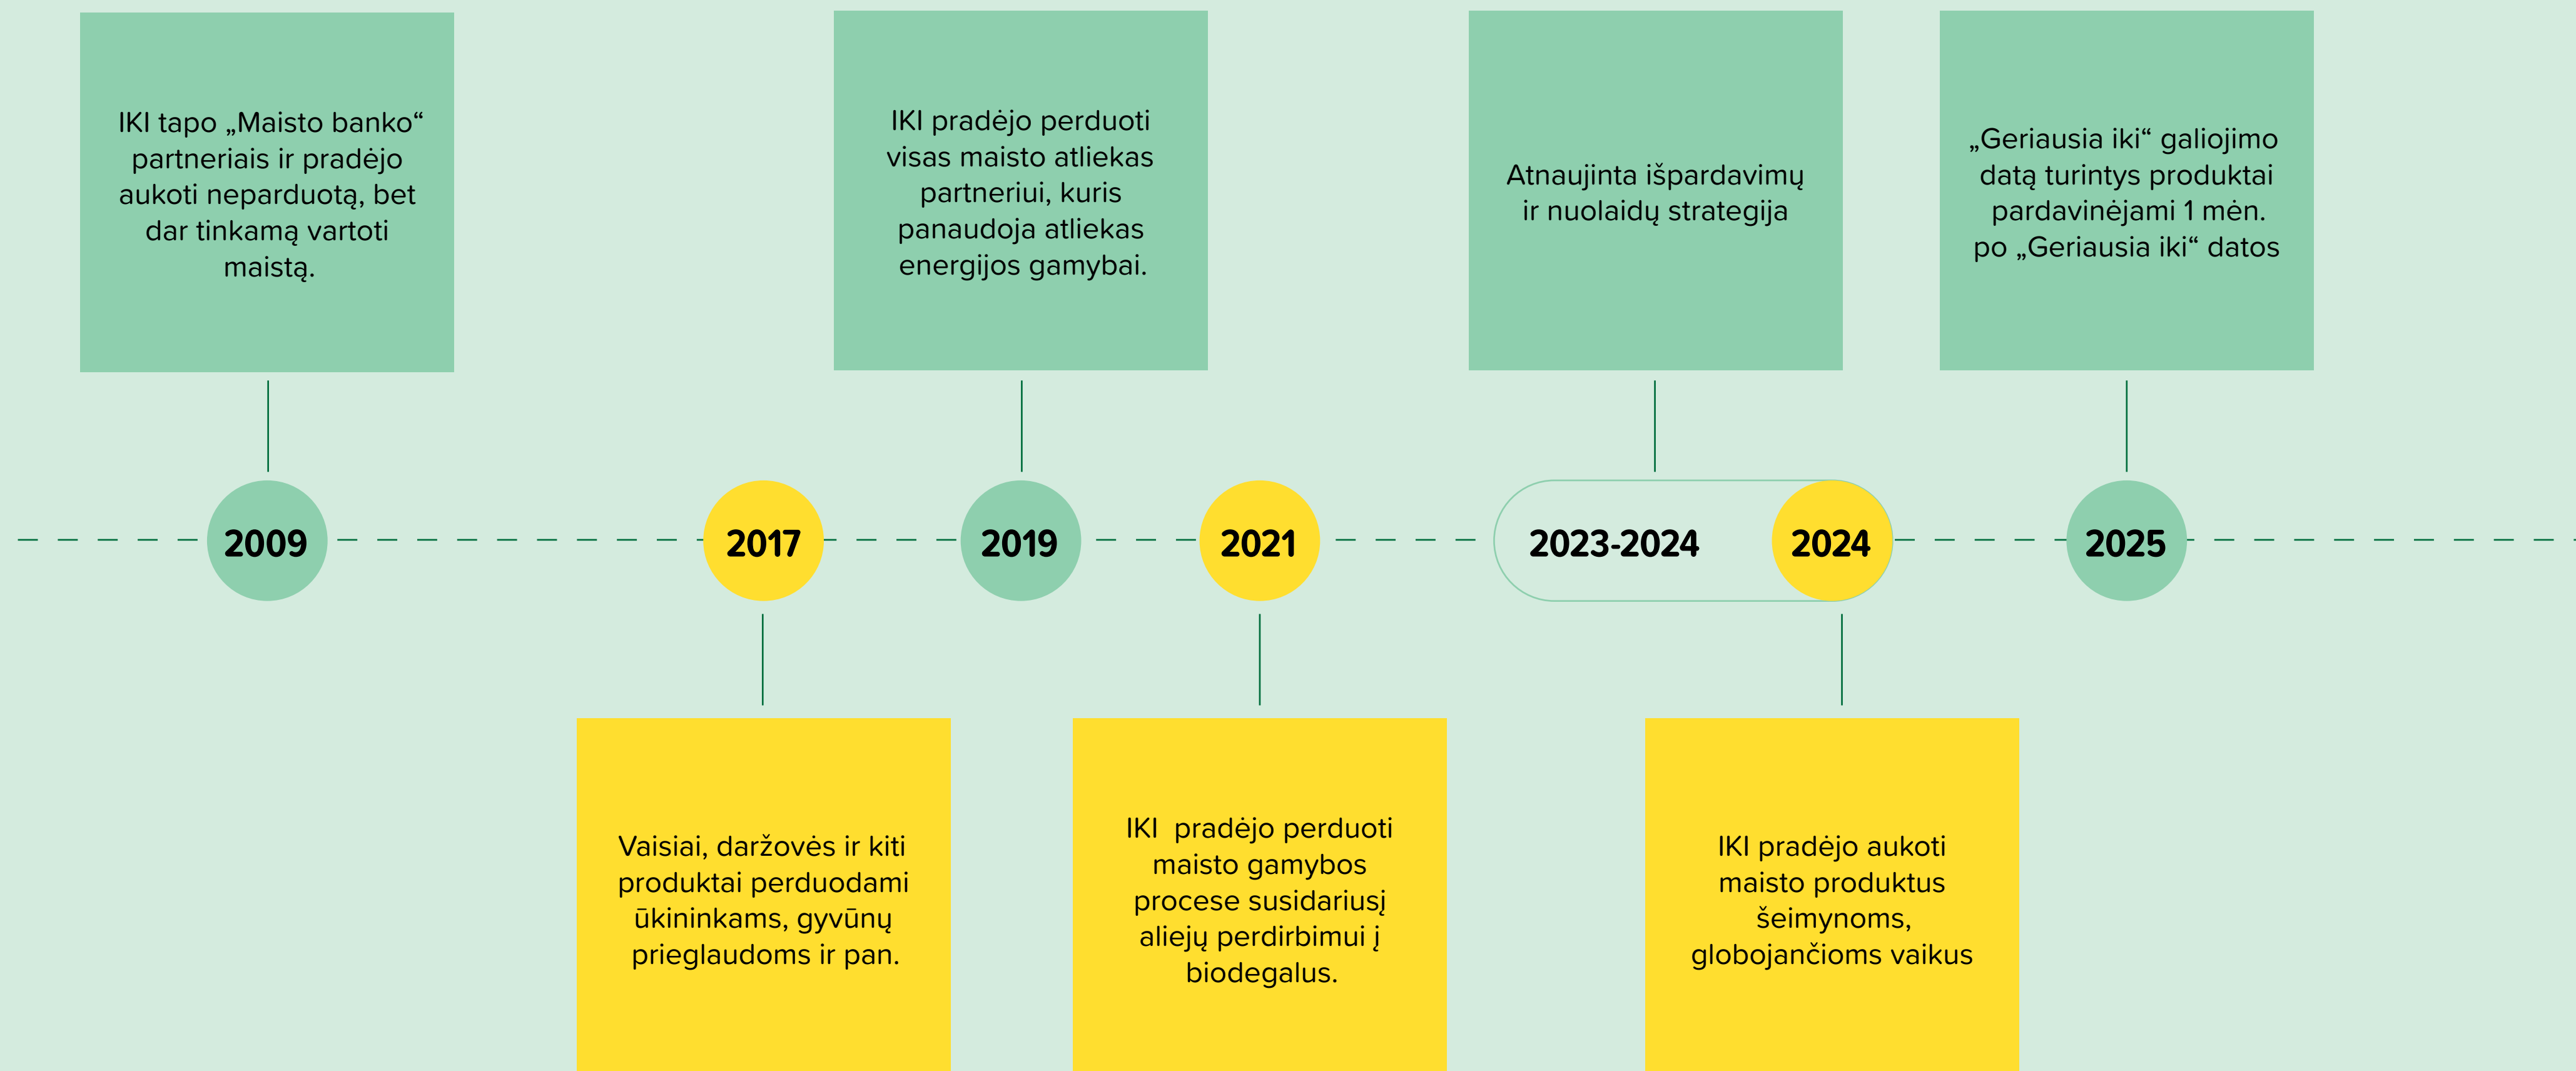 IKI tapo „Maisto banko“
partneriais ir pradėjo
aukoti neparduotą, bet
dar tinkamą vartoti
maistą.
IKI pradėjo perduoti
visas maisto atliekas
partneriui, kuris
panaudoja atliekas
energijos gamybai.
Atnaujinta išpardavimų
ir nuolaidų strategija
„Geriausia iki“ galiojimo
datą turintys produktai
pardavinėjami 1 mėn.
po „Geriausia iki“ datos
2009
2017
2019
2021
2023-2024
2024
2025
Vaisiai, daržovės ir kiti
produktai perduodami
ūkininkams, gyvūnų
prieglaudoms ir pan.
IKI pradėjo perduoti
maisto gamybos
procese susidariusį
aliejų perdirbimui į
biodegalus.
IKI pradėjo aukoti
maisto produktus
šeimynoms,
globojančioms vaikus